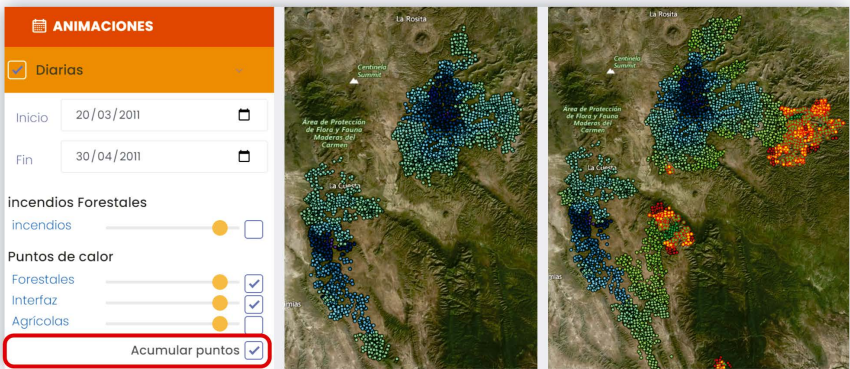 ANIMACIONES
Diarias
Inicio
20/03/2011
Fin
30/04/2011
incendios Forestales
incendios
Puntos de calor
Forestales
Interfaz
Agrícolas
Acumular puntos
La Rosita
Centinela
Summit
Área de Protección
de Flora y Fauna
Maderas del
Carmen
La Cuesta
La Rosita
Centinela
Summit
Área de Protección
de Flora y Fauna
Maderas del
Carmen
La Cuesta